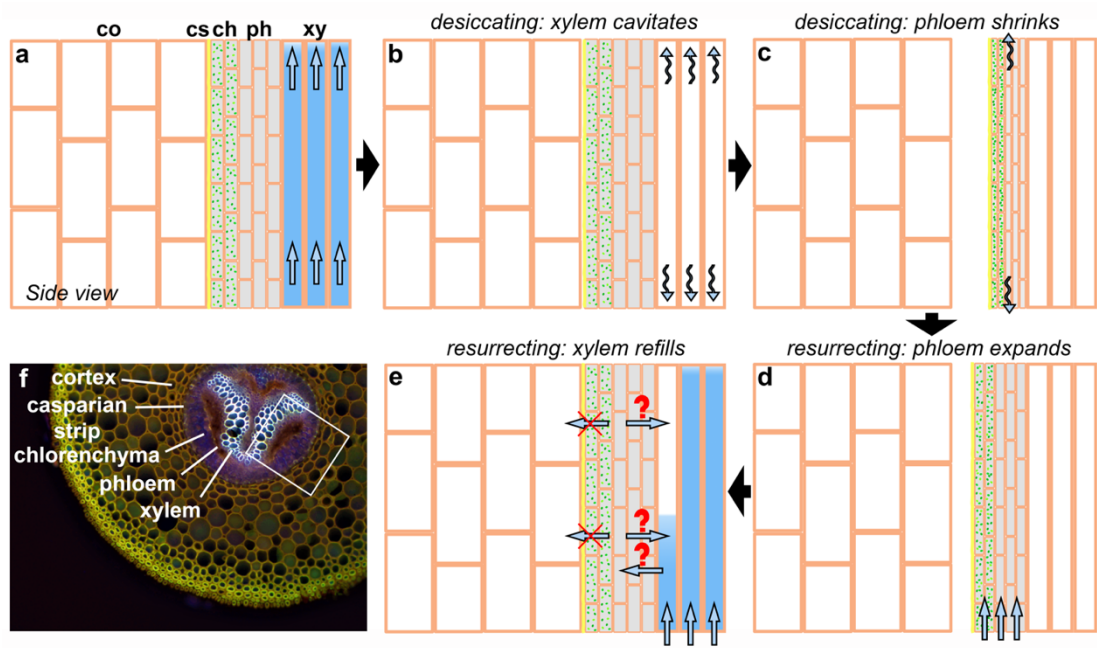 desiccating: xylem cavitates
desiccating: phloem shrinks
co cs ch ph xy
a
b
c
Side view
resurrecting: xylem refills
resurrecting: phloem expands
f
e
d
cortex
casparian
strip
chlorenchyma
phloem
xylem
?
?
?